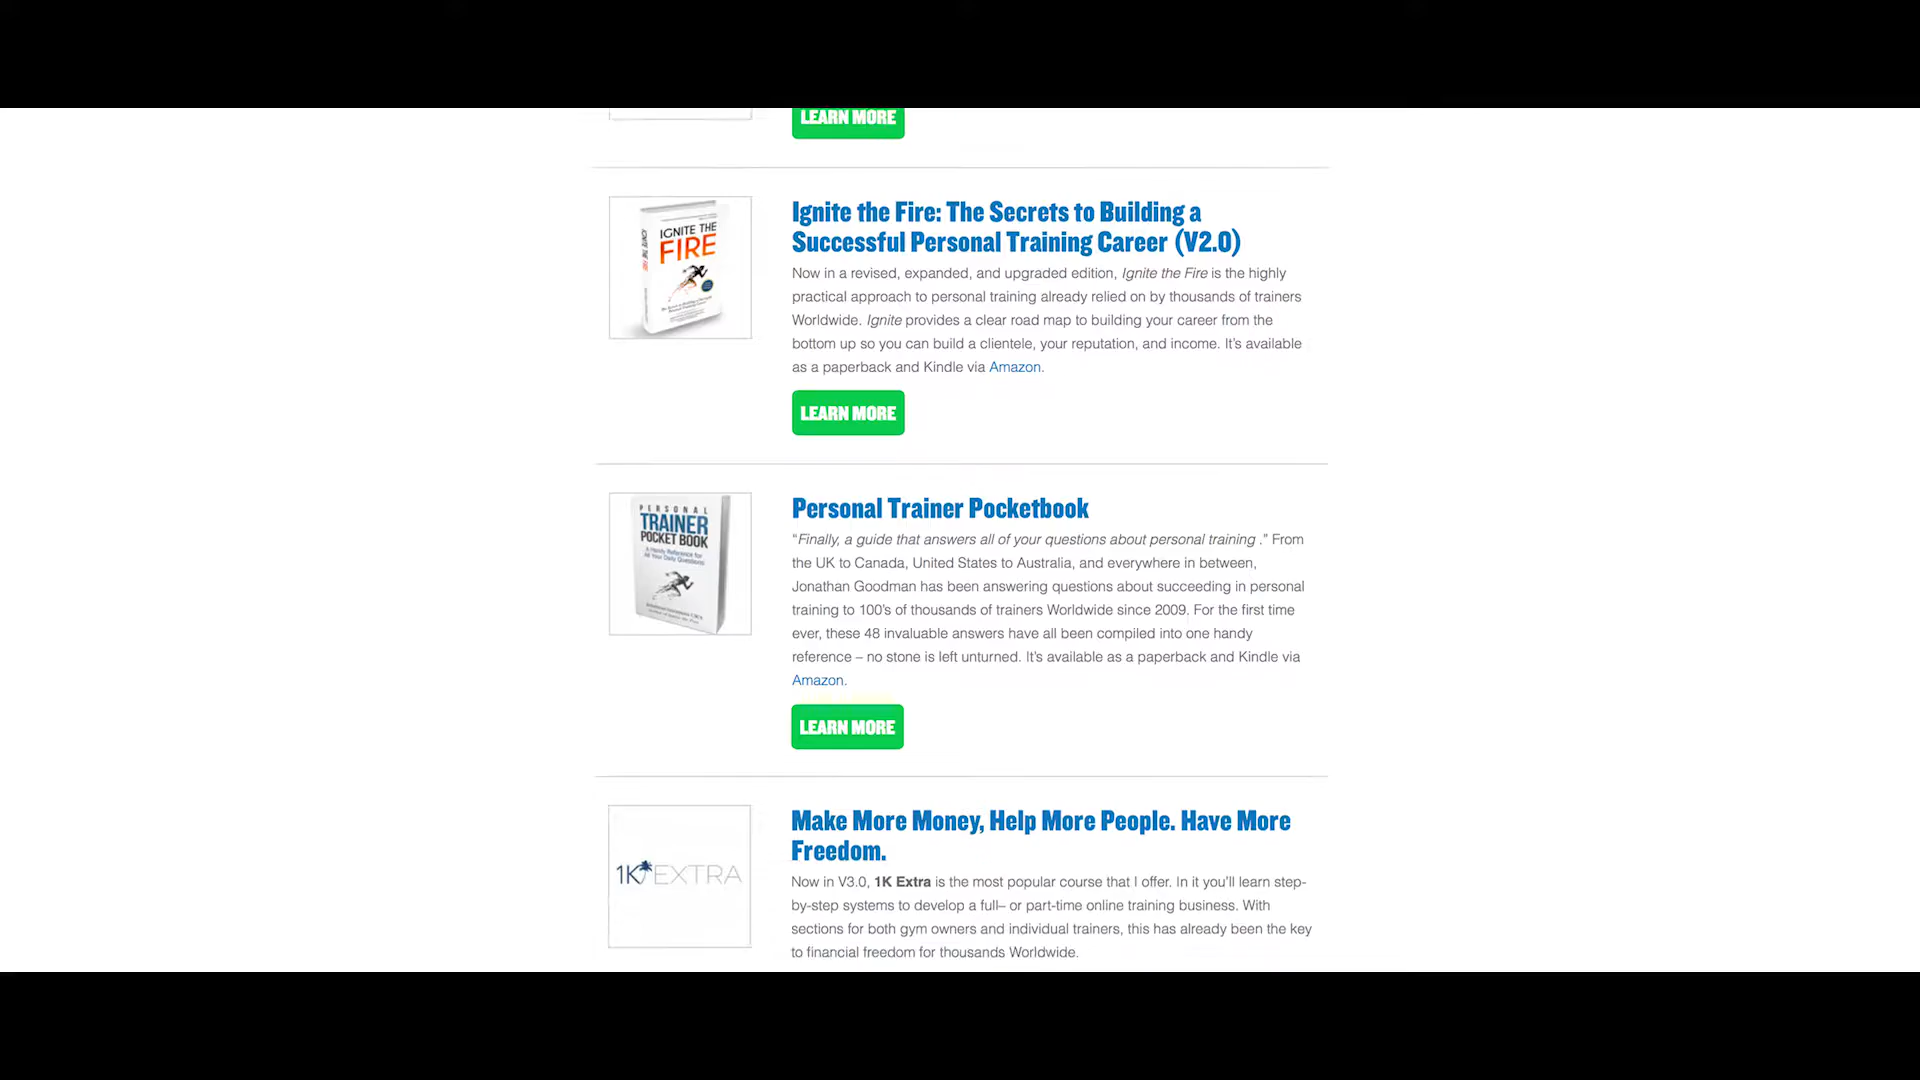 LEARN MORE
IGNITE THE
FIRE
Ignite the Fire: The Secrets to Building a
Successful Personal Training Career (V2.0)
Now in a revised, expanded, and upgraded edition, Ignite the Fire is the highly
practical approach to personal training already relied on by thousands of trainers
Worldwide. Ignite provides a clear road map to building your career from the
bottom up so you can build a clientele, your reputation, and income. It's available
as a paperback and Kindle via Amazon.
LEARN MORE
PERSONAL
TRAINER
POCKET BOOK
A Handy Reference for
All Your Daily Questions
Personal Trainer Pocketbook
“Finally, a guide that answers all of your questions about personal training .” From
the UK to Canada, United States to Australia, and everywhere in between,
Jonathan Goodman has been answering questions about succeeding in personal
training to 100's of thousands of trainers Worldwide since 2009. For the first time
ever, these 48 invaluable answers have all been compiled into one handy
reference – no stone is left unturned. It's available as a paperback and Kindle via
Amazon.
LEARN MORE
1K EXTRA
Make More Money, Help More People. Have More
Freedom.
Now in V3.0, 1K Extra is the most popular course that I offer. In it you'll learn step-
by-step systems to develop a full– or part-time online training business. With
sections for both gym owners and individual trainers, this has already been the key
to financial freedom for thousands Worldwide.